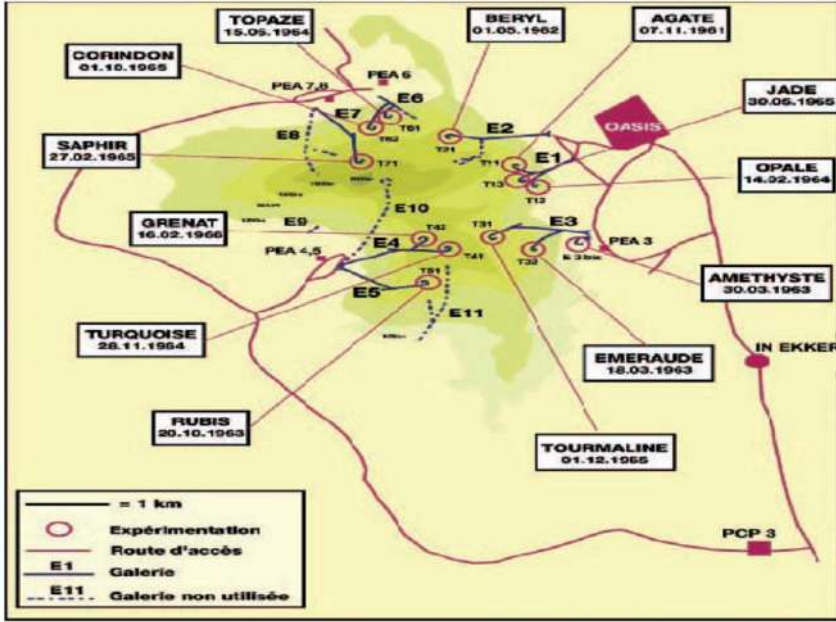 TOPAZE
15.05.1964
BERYL
01.05.1962
AGATE
07.11.1961
CORINDON
01.10.1965
PEA 7,8
PEA 6
JADE
30.05.1965
OASIS
E8
E7
E6
T61
T62
T21
E2
T11
E1
T13
T12
SAPHIR
27.02.1965
T71
OPALE
14.02.1964
E10
GRENAT
16.02.1966
E9
T42
T31
E3
PEA 4,5
E4
T41
T32
E 3 bis
PEA 3
AMETHYSTE
30.03.1963
E5
T51
E11
TURQUOISE
28.11.1964
EMERAUDE
18.03.1963
IN EKKER
RUBIS
20.10.1963
TOURMALINE
01.12.1965
= 1 km
Expérimentation
Route d'accès
E1 Galerie
E11 Galerie non utilisée
PCP 3